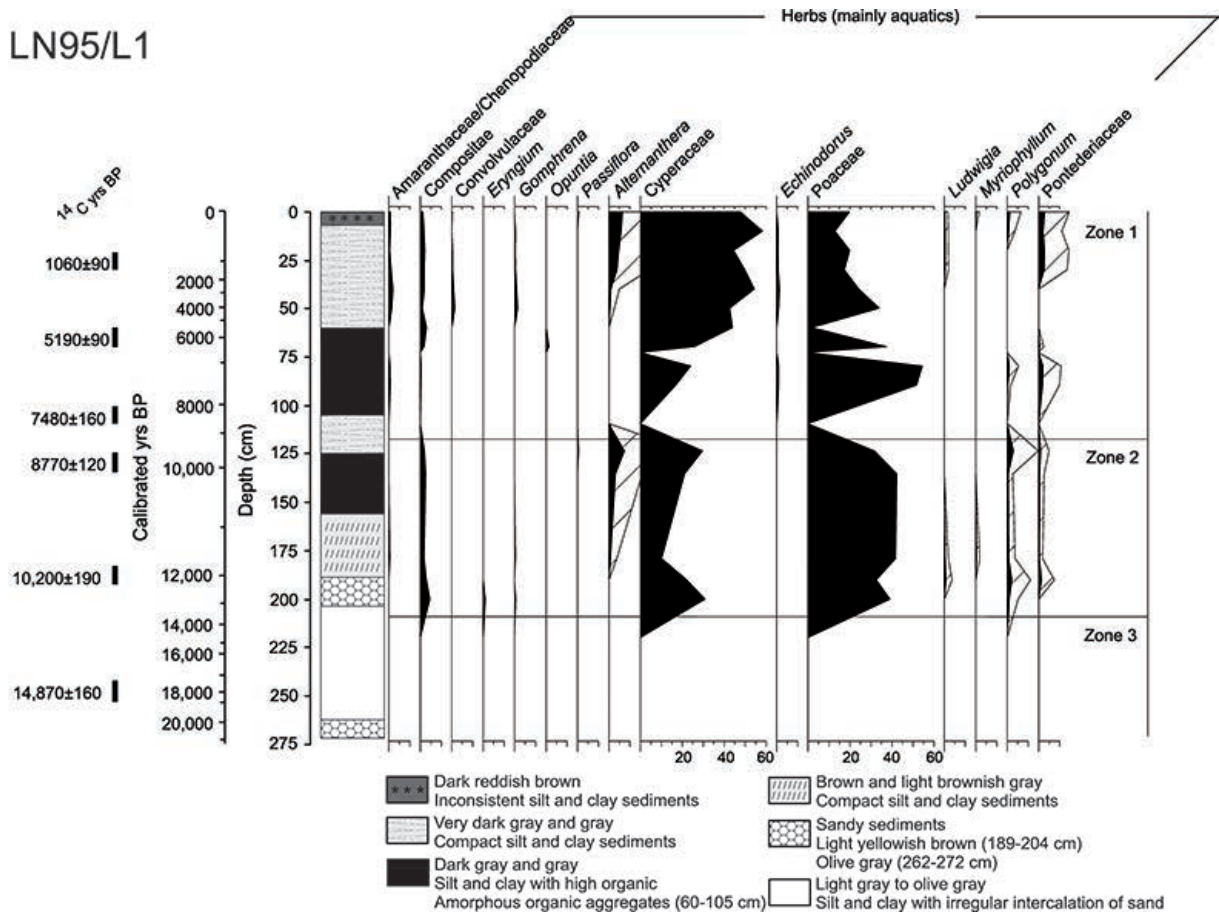 LN95/L1
Herbs (mainly aquatics)
Amaranthaceae/Chenopodiaceae
Compositae
Convolvulaceae
Eryngium
Gomphrena
Opuntia
Passiflora
Alternanthera
Cyperaceae
Echinodorus
Poaceae
Ludwigia
Myriophyllum
Polygonum
Pontederiaceae
14 C yrs BP
1060±90
5190±90
7480±160
8770±120
10,200±190
14,870±160
Calibrated yrs BP
0
2000
4000
6000
8000
10,000
12,000
14,000
16,000
18,000
20,000
Depth (cm)
0
25
50
75
100
125
150
175
200
225
250
275
Zone 1
Zone 2
Zone 3
20 40 60
20 40 60
Dark reddish brown
Inconsistent silt and clay sediments
Very dark gray and gray
Compact silt and clay sediments
Dark gray and gray
Silt and clay with high organic
Amorphous organic aggregates (60-105 cm)
Brown and light brownish gray
Compact silt and clay sediments
Sandy sediments
Light yellowish brown (189-204 cm)
Olive gray (262-272 cm)
Light gray to olive gray
Silt and clay with irregular intercalation of sand